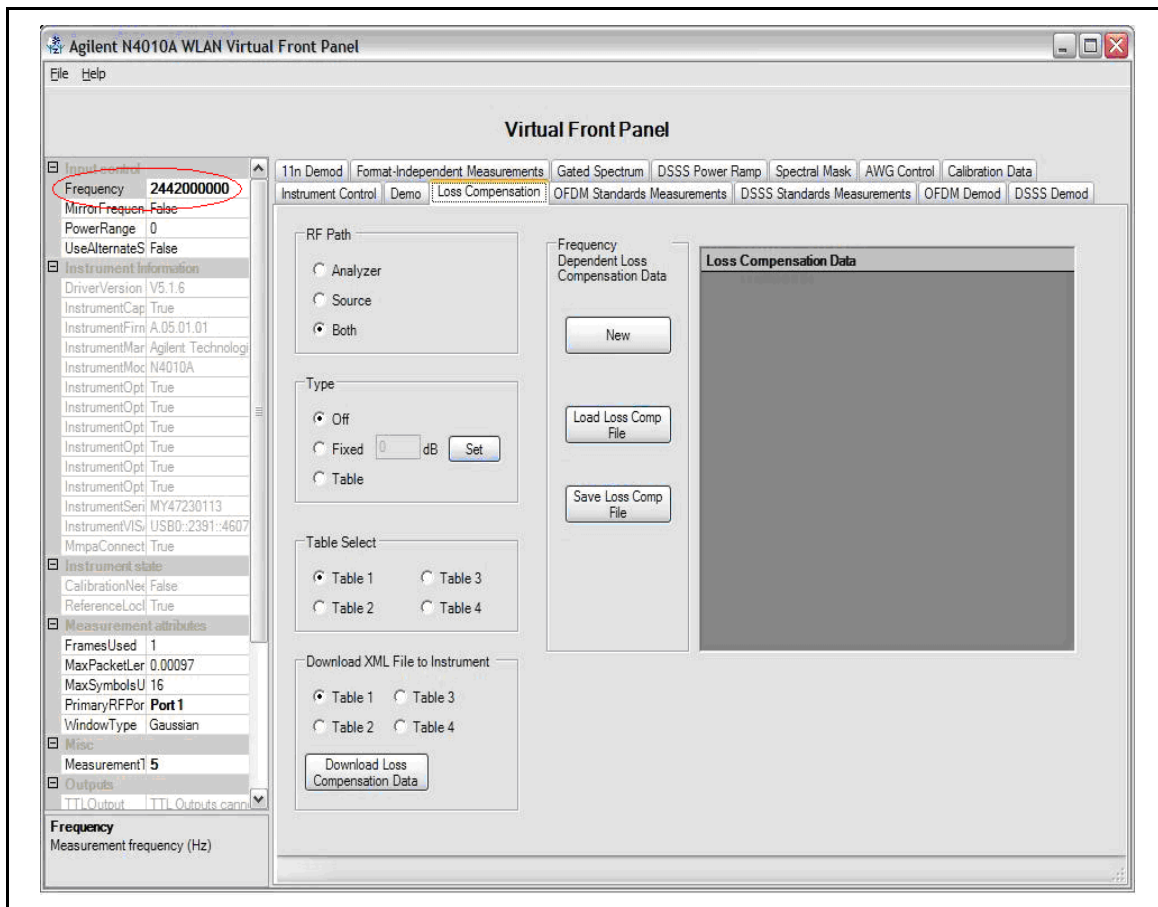 Agilent N4010A WLAN Virtual Front Panel
File Help
Virtual Front Panel
Input control
Frequency 2442000000
MirrorFrequen False
PowerRange 0
UseAlternateS False
Instrument Information
DriverVersion V5.1.6
InstrumentCap True
InstrumentFirn A.05.01.01
InstrumentMar Agilent Technologi
InstrumentMoc N4010A
InstrumentOpt True
InstrumentOpt True
InstrumentOpt True
InstrumentOpt True
InstrumentOpt True
InstrumentOpt True
InstrumentSeri MY47230113
InstrumentVIS USB0::2391::4607
MmpaConnect True
Instrument state
CalibrationNee False
ReferenceLocl True
Measurement attributes
FramesUsed 1
MaxPacketLer 0.00097
MaxSymbolsU 16
PrimaryRFPor Port 1
WindowType Gaussian
Misc
MeasurementT 5
Outputs
TTLOutput TTL Outputs cann
Frequency
Measurement frequency (Hz)
11n Demod Format-Independent Measurements Gated Spectrum DSSS Power Ramp Spectral Mask AWG Control Calibration Data
Instrument Control Demo Loss Compensation OFDM Standards Measurements DSSS Standards Measurements OFDM Demod DSSS Demod
RF Path
Analyzer
Source
Both
Type
Off
Fixed 0 dB Set
Table
Table Select
Table 1 Table 3
Table 2 Table 4
Download XML File to Instrument
Table 1 Table 3
Table 2 Table 4
Download Loss
Compensation Data
Frequency
Dependent Loss
Compensation Data
New
Load Loss Comp
File
Save Loss Comp
File
Loss Compensation Data